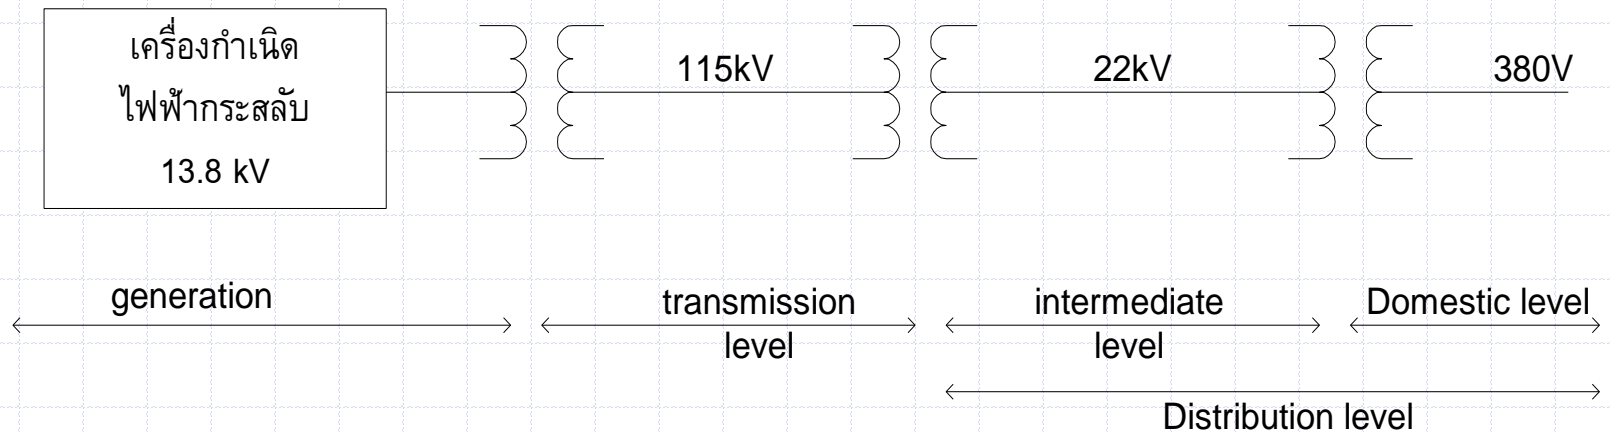 เครื่องกำเนิด
ไฟฟ้ากระสลับ
13.8 kV
115kV
22kV
380V
generation
transmission
level
intermediate
level
Domestic level
Distribution level